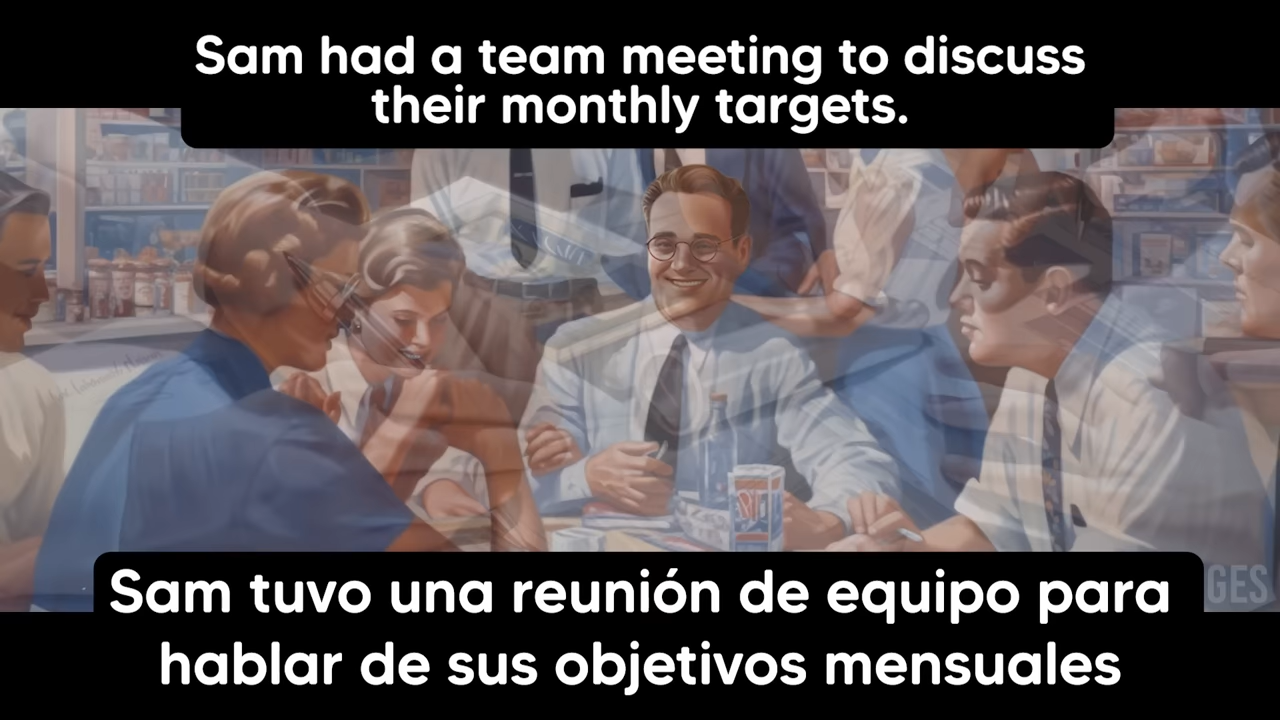 Sam had a team meeting to discuss
their monthly targets.
Sam tuvo una reunión de equipo para
hablar de sus objetivos mensuales
GES